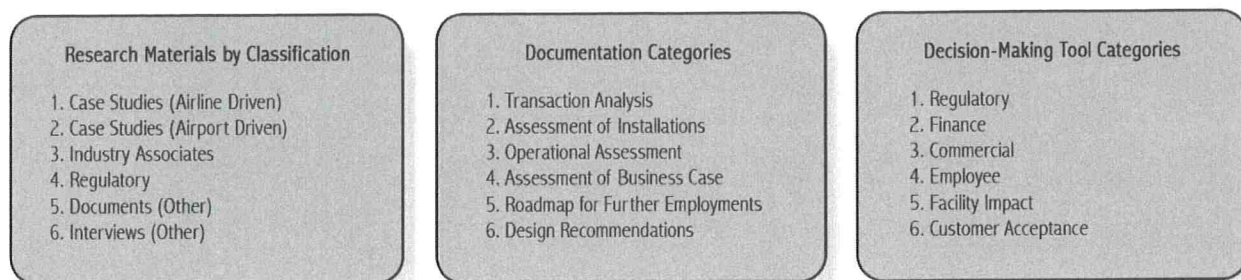 Research Materials by Classification
1. Case Studies (Airline Driven)
2. Case Studies (Airport Driven)
3. Industry Associates
4. Regulatory
5. Documents (Other)
6. Interviews (Other)
Documentation Categories
1. Transaction Analysis
2. Assessment of Installations
3. Operational Assessment
4. Assessment of Business Case
5. Roadmap for Further Employments
6. Design Recommendations
Decision-Making Tool Categories
1. Regulatory
2. Finance
3. Commercial
4. Employee
5. Facility Impact
6. Customer Acceptance